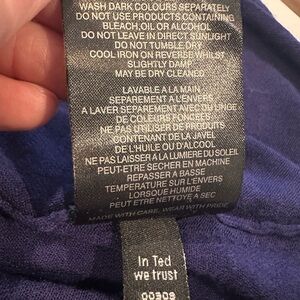 WASH DARK COLOURS SEPARATELY
DO NOT USE PRODUCTS CONTAINING
BLEACH,OIL OR ALCOHOL
DO NOT LEAVE IN DIRECT SUNLIGHT
DO NOT TUMBLE DRY
COOL IRON ON REVERSE WHILST
SLIGHTLY DAMP
MAY BE DRY CLEANED
LAVABLE A LA MAIN
SEPAREMENT A L'ENVERS
A LAVER SEPAREMENT AVEC DU LINGE
DE COULEURS FONCÉES
NE PAS UTILISER DE PRODUITS
CONTENANT DE LA JAVEL
DE L'HUILE OU D'ALCOOL
NE PAS LAISSER A LA LUMIERE DU SOLEIL
PEUT-ETRE SECHER EN MACHINE
REPASSER A BASSE
TEMPERATURE SUR L'ENVERS
LORSQUE HUMIDE
PEUT ETRE NETTOYE A SEC
MADE WITH CARE, WEAR WITH PRIDE
In Ted
we trust
00309